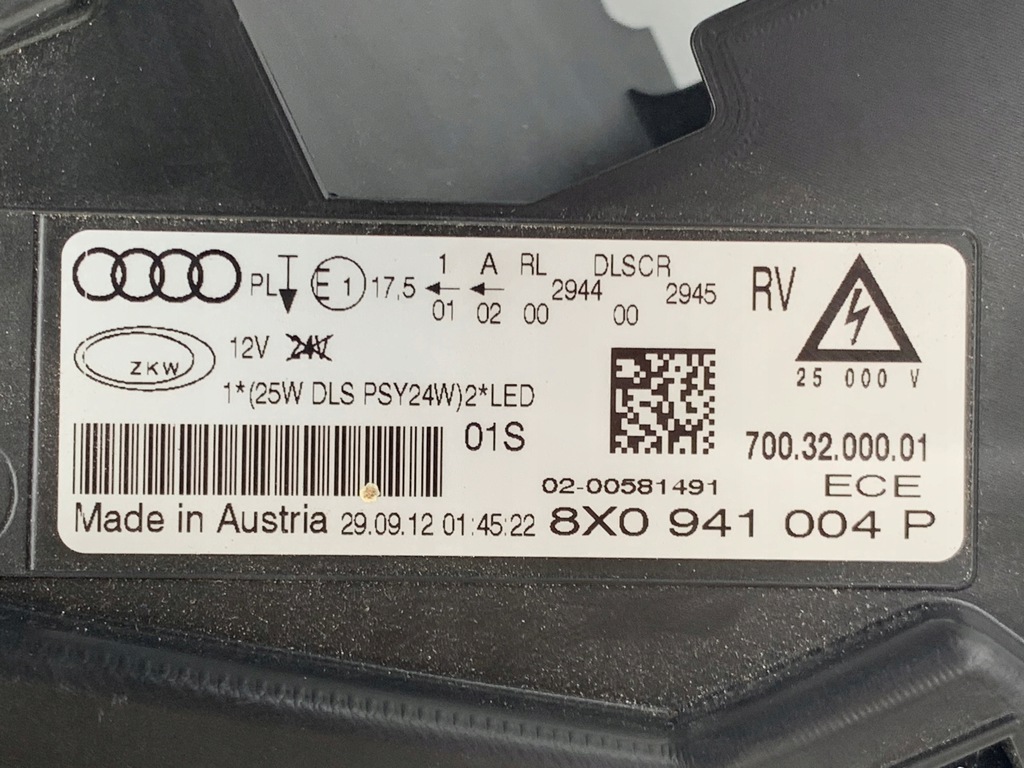 PL E 1 17,5 1 A RL DLSCR RV
01 02 00 2944 00 2945
ZKW 12V 24V
25 000 V
1*(25W DLS PSY24W)2*LED
01S 700.32.000.01
02-00581491 ECE
Made in Austria 29.09.12 01:45:22 8X0 941 004 P